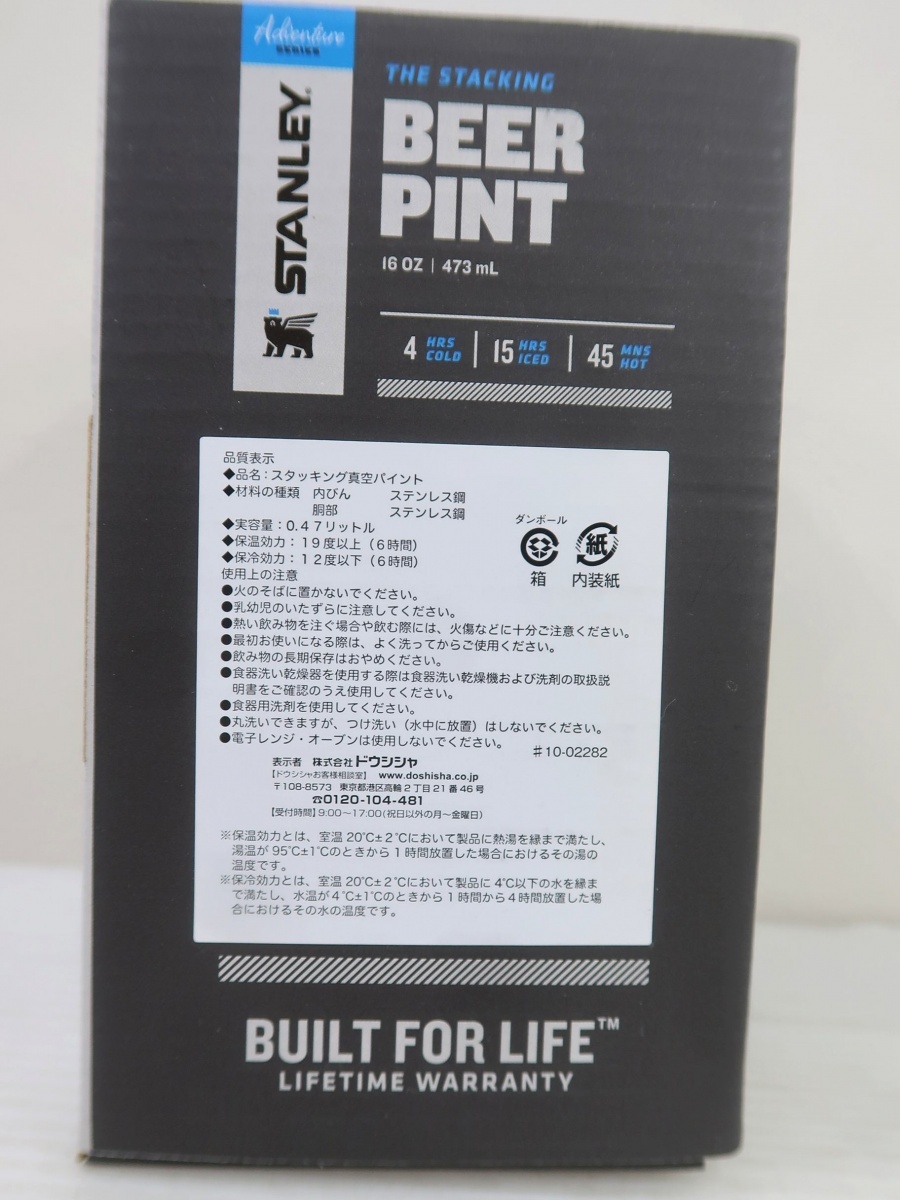 Adventure
SERIES
STANLEY.
THE STACKING
BEER
PINT
16 OZ | 473 mL
4 HRS COLD | 15 HRS ICED | 45 MNS HOT
品質表示
◆品名：スタッキング真空パイント
◆材料の種類 内びん ステンレス鋼
胴部 ステンレス鋼
◆実容量：0.47リットル
◆保温効力：19度以上（6時間）
◆保冷効力：12度以下（6時間）
ダンボール
箱
紙
内装紙
使用上の注意
●火のそばに置かないでください。
●乳幼児のいたずらに注意してください。
●熱い飲み物を注ぐ場合や飲む際には、火傷などに十分ご注意ください。
●最初お使いになる際は、よく洗ってからご使用ください。
●飲み物の長期保存はおやめください。
●食器洗い乾燥器を使用する際は食器洗い乾燥機および洗剤の取扱説
明書をご確認のうえ使用してください。
●食器用洗剤を使用してください。
●丸洗いできますが、つけ洗い（水中に放置）はしないでください。
●電子レンジ・オーブンは使用しないでください。
#10-02282
表示者 株式会社ドウシシャ
【ドウシシャお客様相談室】 www.doshisha.co.jp
〒108-8573 東京都港区高輪2丁目21番46号
☎0120-104-481
【受付時間】9:00〜17:00(祝日以外の月〜金曜日)
※保温効力とは、室温20℃±2℃において製品に熱湯を縁まで満たし、
湯温が95℃±1℃のときから1時間放置した場合におけるその湯の
温度です。
※保冷効力とは、室温20℃±2℃において製品に4℃以下の水を縁ま
で満たし、水温が4℃±1℃のときから1時間から4時間放置した場
合におけるその水の温度です。
BUILT FOR LIFE™
LIFETIME WARRANTY